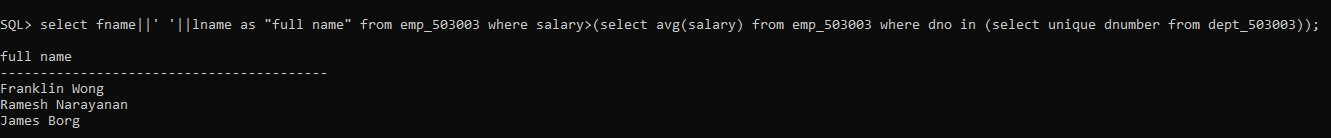 SQL> select fname||' '||lname as "full name" from emp_503003 where salary>(select avg(salary) from emp_503003 where dno in (select unique dnumber from dept_503003));
full name
-----------------------------------------
Franklin Wong
Ramesh Narayanan
James Borg